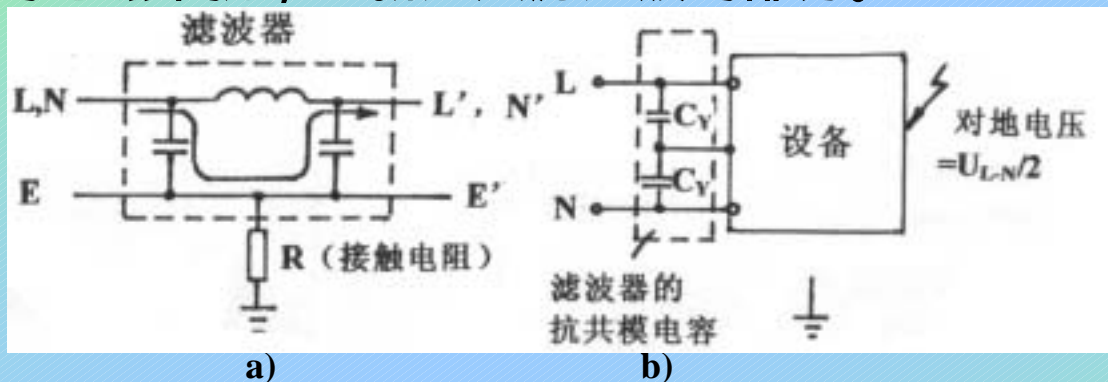 滤波器
L,N
L', N'
E
E'
R（接触电阻）
a)
L
N
C_Y
C_Y
设备
对地电压
=U_{L-N}/2
滤波器的
抗共模电容
b)